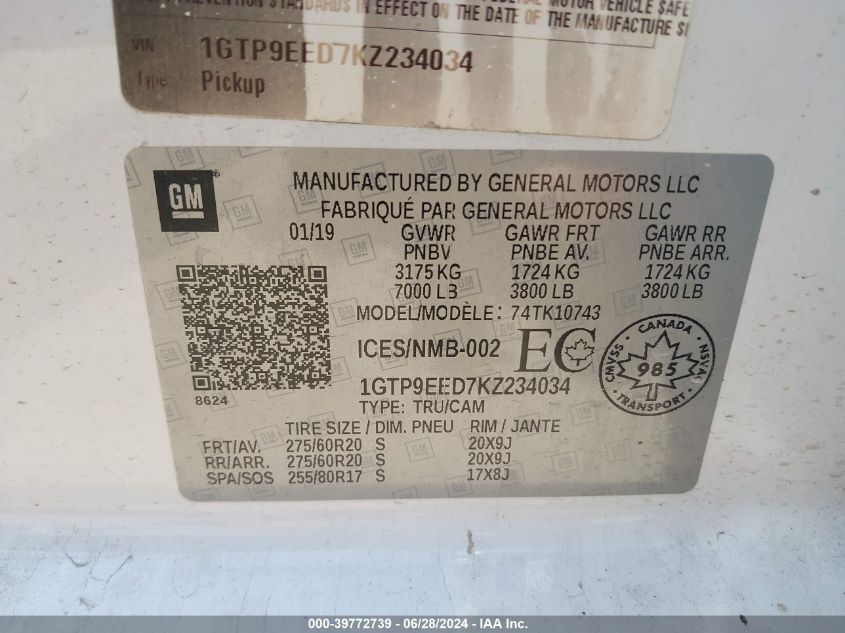 IN EFFECT ON THE DATE OF THE MANUFACTURE
VIN 1GTP9EED7KZ234034
Type: Pickup
GM
MANUFACTURED BY GENERAL MOTORS LLC
FABRIQUÉ PAR GENERAL MOTORS LLC
01/19 GVWR GAWR FRT GAWR RR
PNBV PNBE AV. PNBE ARR.
3175 KG 1724 KG 1724 KG
7000 LB 3800 LB 3800 LB
MODEL/MODÈLE: 74TK10743
ICES/NMB-002 EC
CANADA CMVSS 985 NSVAC TRANSPORT
1GTP9EED7KZ234034
8624
TYPE: TRU/CAM
TIRE SIZE / DIM. PNEU RIM / JANTE
FRT/AV. 275/60R20 S 20X9J
RR/ARR. 275/60R20 S 20X9J
SPA/SOS 255/80R17 S 17X8J
000-39772739 / 06/28/2024 / IAA Inc.